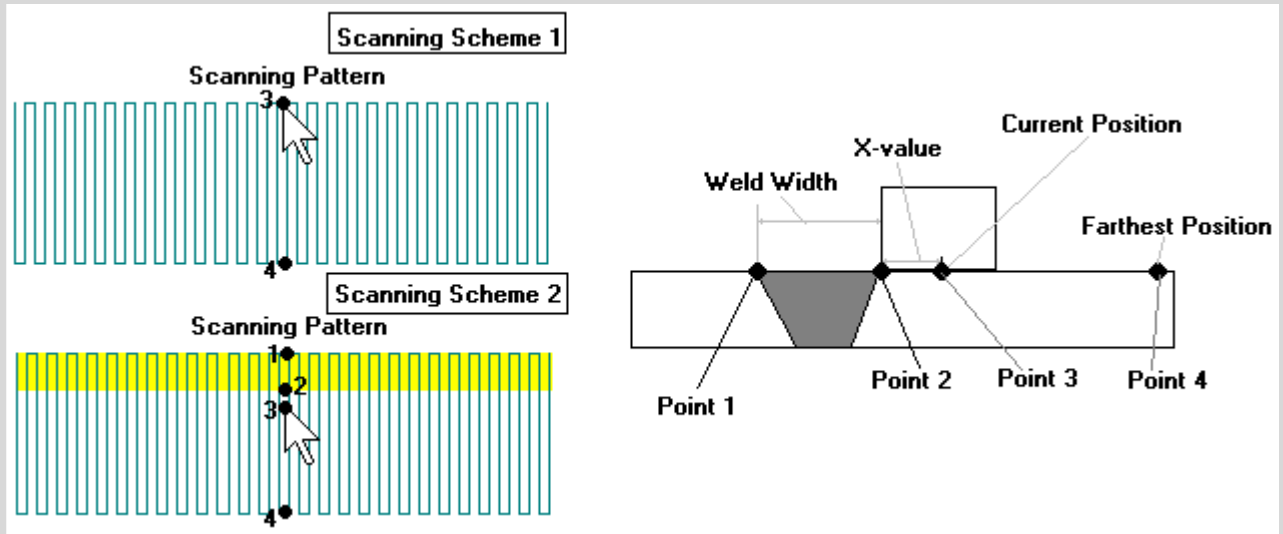 Scanning Scheme 1
Scanning Pattern
3
4
Scanning Scheme 2
Scanning Pattern
1
2
3
4
Current Position
X-value
Weld Width
Farthest Position
Point 1
Point 2
Point 3
Point 4